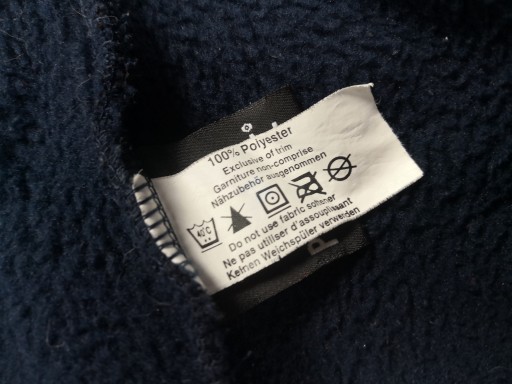 100% Polyester
Exclusive of trim
Garniture non-comprise
Nähzubehör ausgenommen
40°C
Do not use fabric softener
Ne pas utiliser d'assouplissant
Keinen Weichspüler verwenden